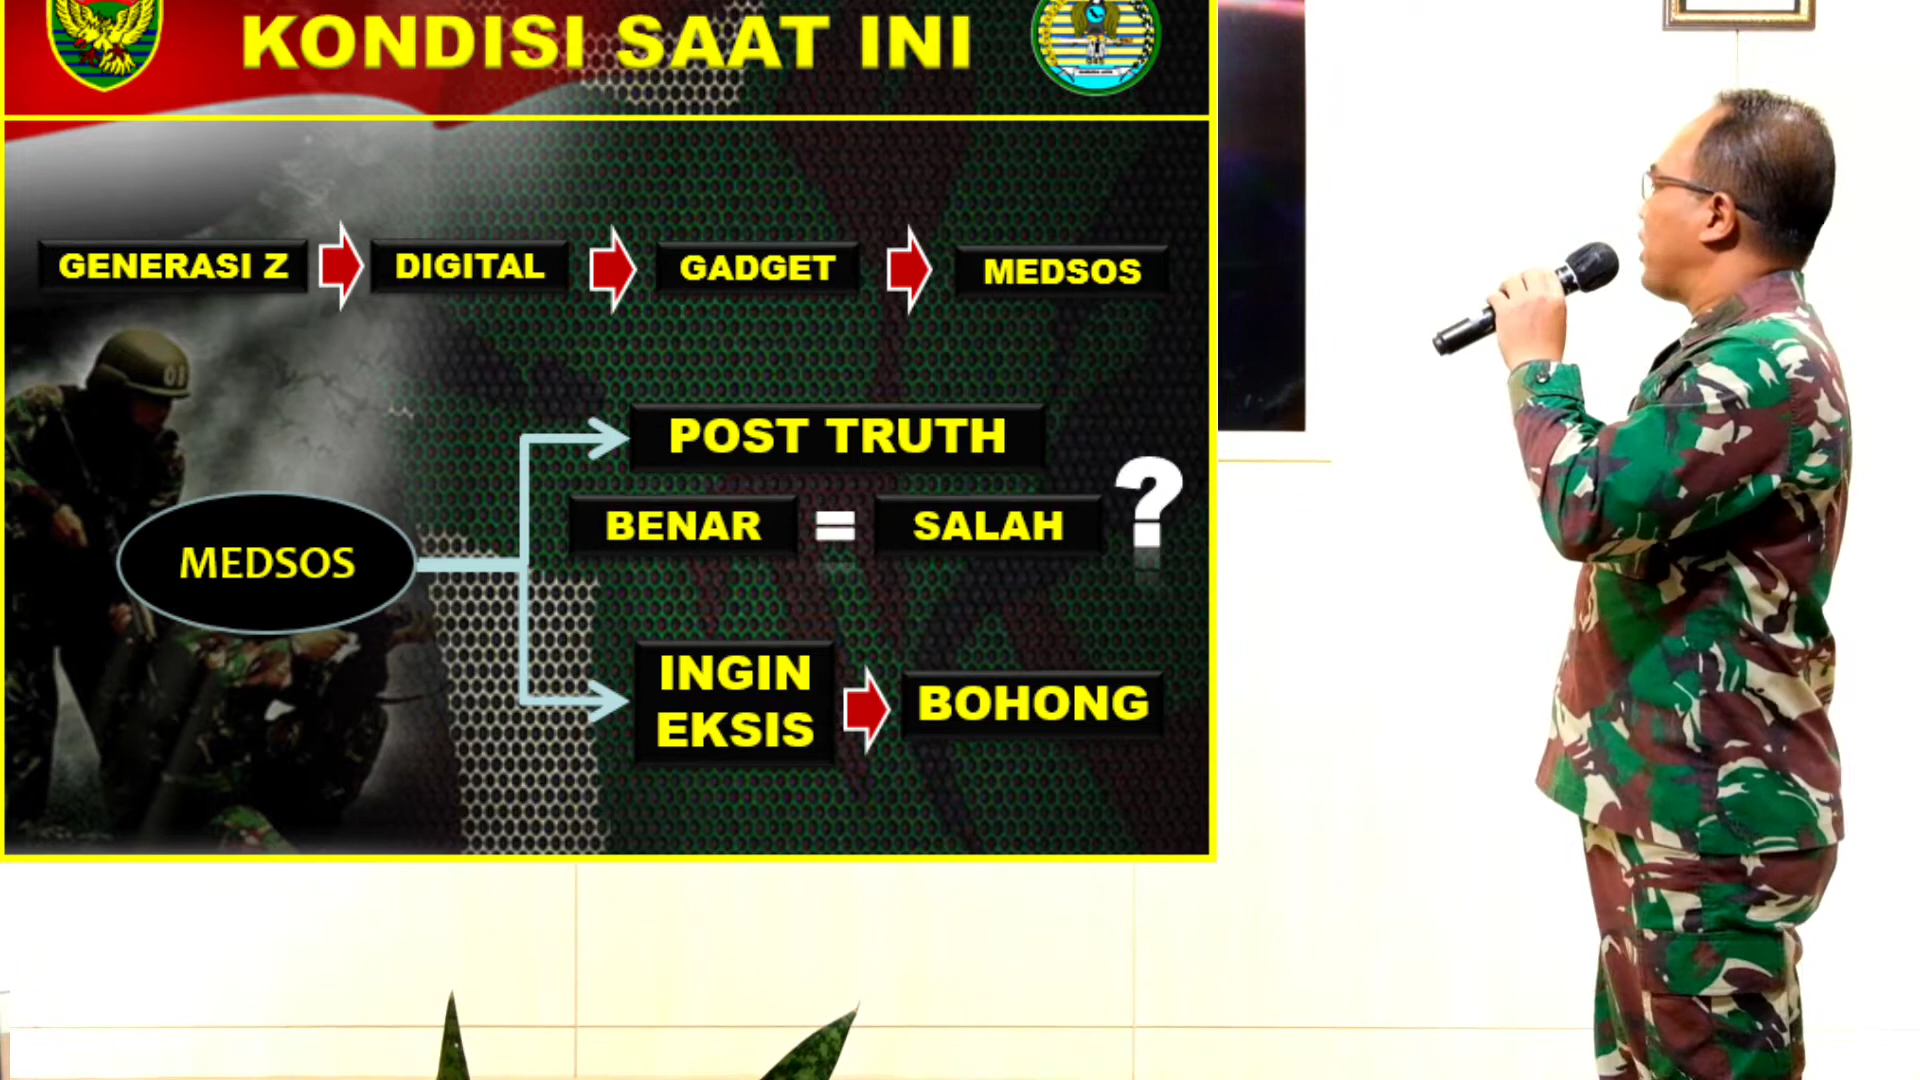 KONDISI SAAT INI
GENERASI Z
DIGITAL
GADGET
MEDSOS
POST TRUTH
BENAR = SALAH ?
MEDSOS
INGIN
EKSIS
BOHONG